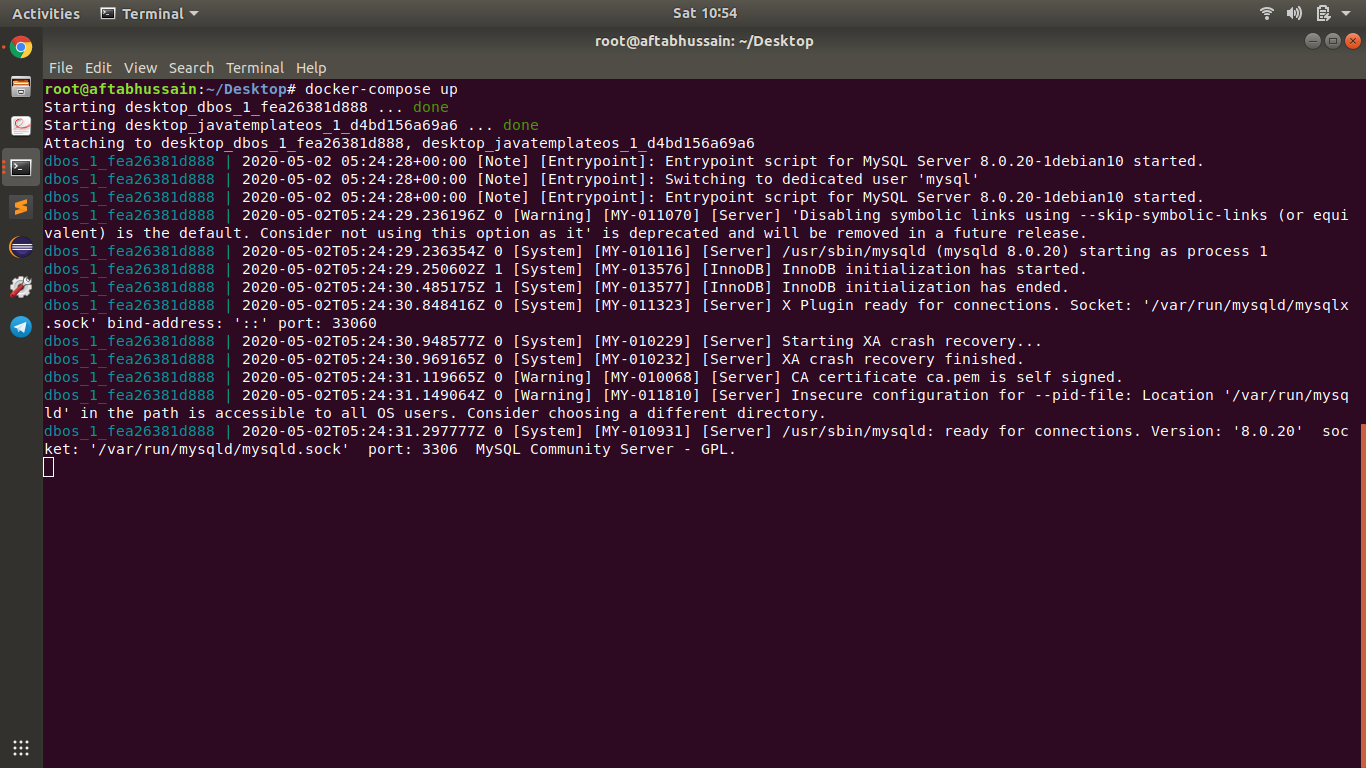 Activities Terminal Sat 10:54
root@aftabhussain: ~/Desktop
File Edit View Search Terminal Help
root@aftabhussain:~/Desktop# docker-compose up
Starting desktop_dbos_1_fea26381d888 ... done
Starting desktop_javatemplateos_1_d4bd156a69a6 ... done
Attaching to desktop_dbos_1_fea26381d888, desktop_javatemplateos_1_d4bd156a69a6
dbos_1_fea26381d888 | 2020-05-02 05:24:28+00:00 [Note] [Entrypoint]: Entrypoint script for MySQL Server 8.0.20-1debian10 started.
dbos_1_fea26381d888 | 2020-05-02 05:24:28+00:00 [Note] [Entrypoint]: Switching to dedicated user 'mysql'
dbos_1_fea26381d888 | 2020-05-02 05:24:28+00:00 [Note] [Entrypoint]: Entrypoint script for MySQL Server 8.0.20-1debian10 started.
dbos_1_fea26381d888 | 2020-05-02T05:24:29.236196Z 0 [Warning] [MY-011070] [Server] 'Disabling symbolic links using --skip-symbolic-links (or equi
valent) is the default. Consider not using this option as it' is deprecated and will be removed in a future release.
dbos_1_fea26381d888 | 2020-05-02T05:24:29.236354Z 0 [System] [MY-010116] [Server] /usr/sbin/mysqld (mysqld 8.0.20) starting as process 1
dbos_1_fea26381d888 | 2020-05-02T05:24:29.250602Z 1 [System] [MY-013576] [InnoDB] InnoDB initialization has started.
dbos_1_fea26381d888 | 2020-05-02T05:24:30.485175Z 1 [System] [MY-013577] [InnoDB] InnoDB initialization has ended.
dbos_1_fea26381d888 | 2020-05-02T05:24:30.848416Z 0 [System] [MY-011323] [Server] X Plugin ready for connections. Socket: '/var/run/mysqld/mysqlx
.sock' bind-address: '::' port: 33060
dbos_1_fea26381d888 | 2020-05-02T05:24:30.948577Z 0 [System] [MY-010229] [Server] Starting XA crash recovery...
dbos_1_fea26381d888 | 2020-05-02T05:24:30.969165Z 0 [System] [MY-010232] [Server] XA crash recovery finished.
dbos_1_fea26381d888 | 2020-05-02T05:24:31.119665Z 0 [Warning] [MY-010068] [Server] CA certificate ca.pem is self signed.
dbos_1_fea26381d888 | 2020-05-02T05:24:31.149064Z 0 [Warning] [MY-011810] [Server] Insecure configuration for --pid-file: Location '/var/run/mysq
ld' in the path is accessible to all OS users. Consider choosing a different directory.
dbos_1_fea26381d888 | 2020-05-02T05:24:31.297777Z 0 [System] [MY-010931] [Server] /usr/sbin/mysqld: ready for connections. Version: '8.0.20'  soc
ket: '/var/run/mysqld/mysqld.sock'  port: 3306  MySQL Community Server - GPL.